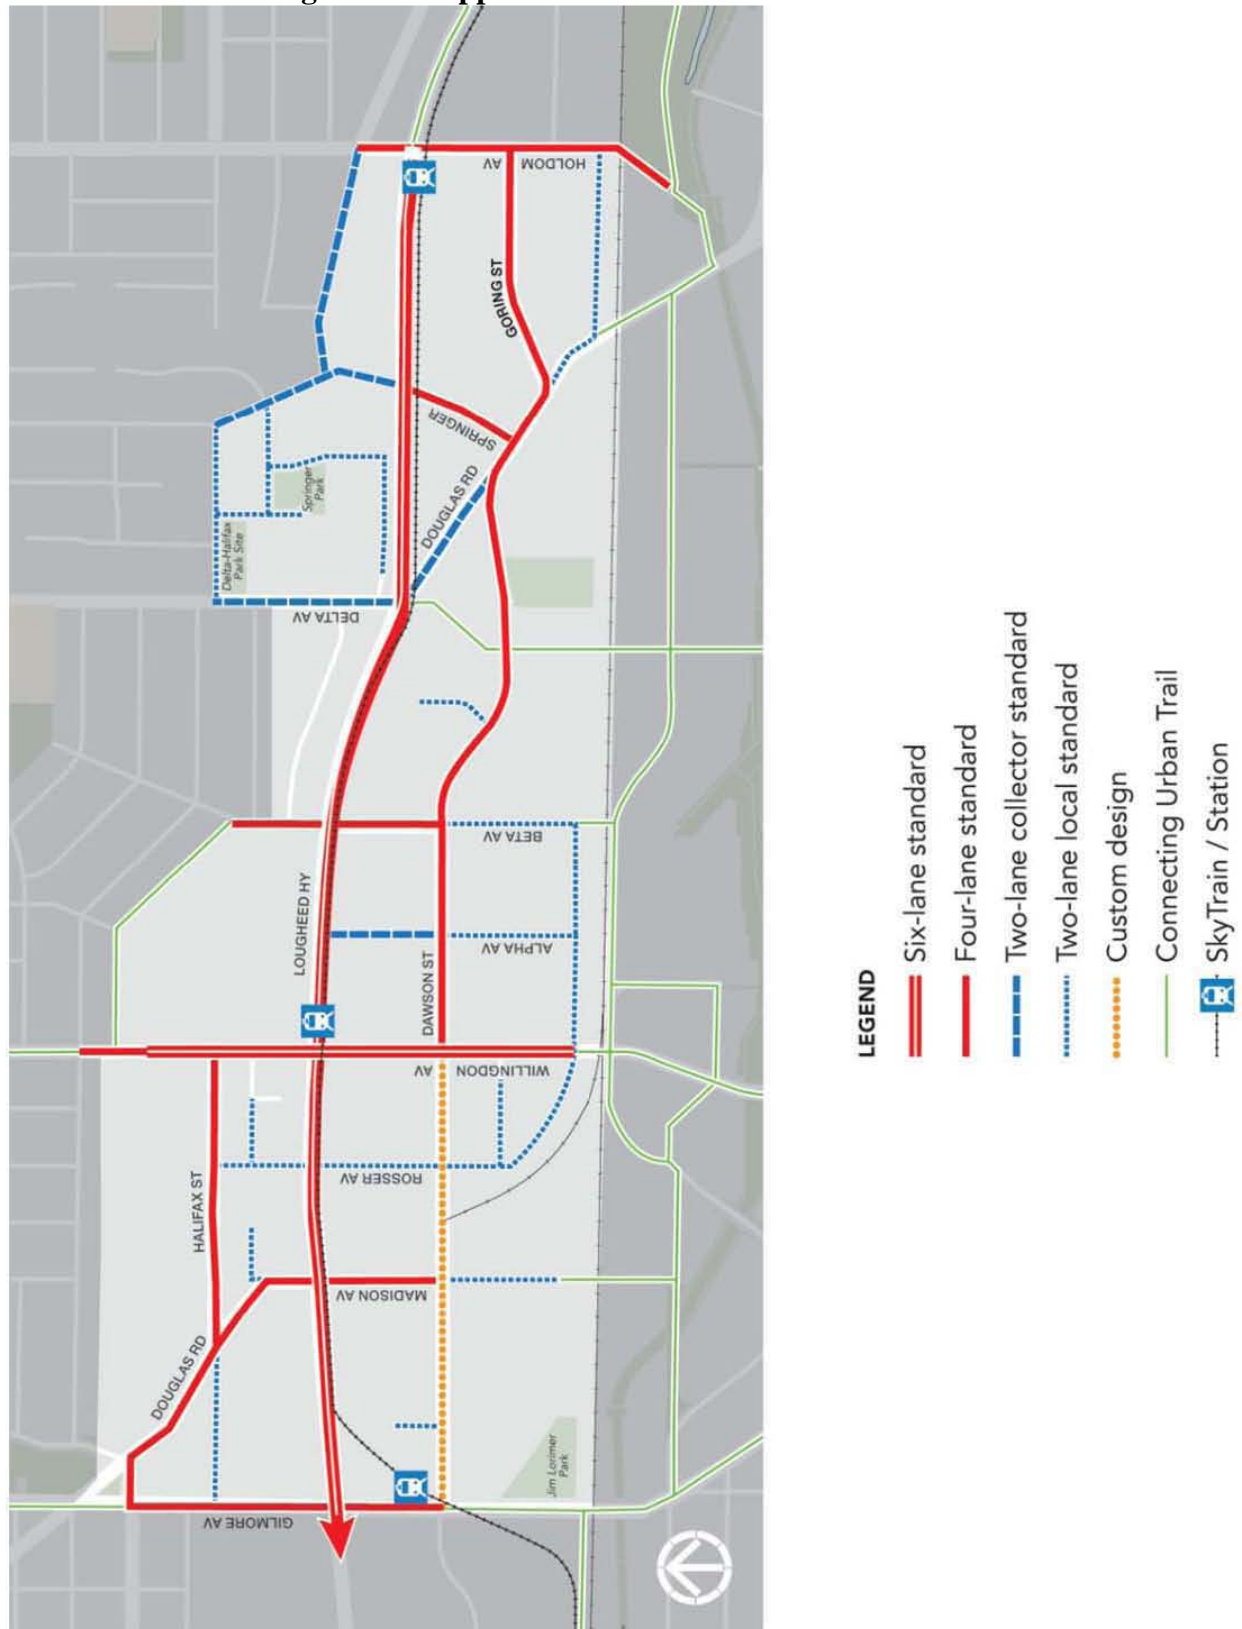 HOLDOM
AV
GORING ST
SPRINGER
DOUGLAS RD
Springer
Park
Delta-Halifax
Park Site
DELTA AV
BETA AV
LOUGHEED HY
ALPHA AV
DAWSON ST
WILLINGDON
AV
ROSSER AV
HALIFAX ST
MADISON AV
DOUGLAS RD
Jim Lorimer
Park
GILMORE AV
LEGEND
Six-lane standard
Four-lane standard
Two-lane collector standard
Two-lane local standard
Custom design
Connecting Urban Trail
SkyTrain / Station